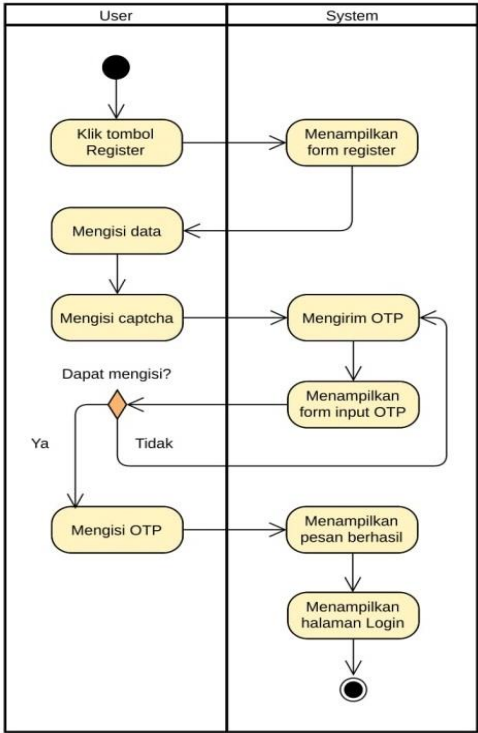 User
System
Klik tombol
Register
Menampilkan
form register
Mengisi data
Mengisi captcha
Mengirim OTP
Menampilkan
form input OTP
Dapat mengisi?
Ya
Tidak
Mengisi OTP
Menampilkan
pesan berhasil
Menampilkan
halaman Login